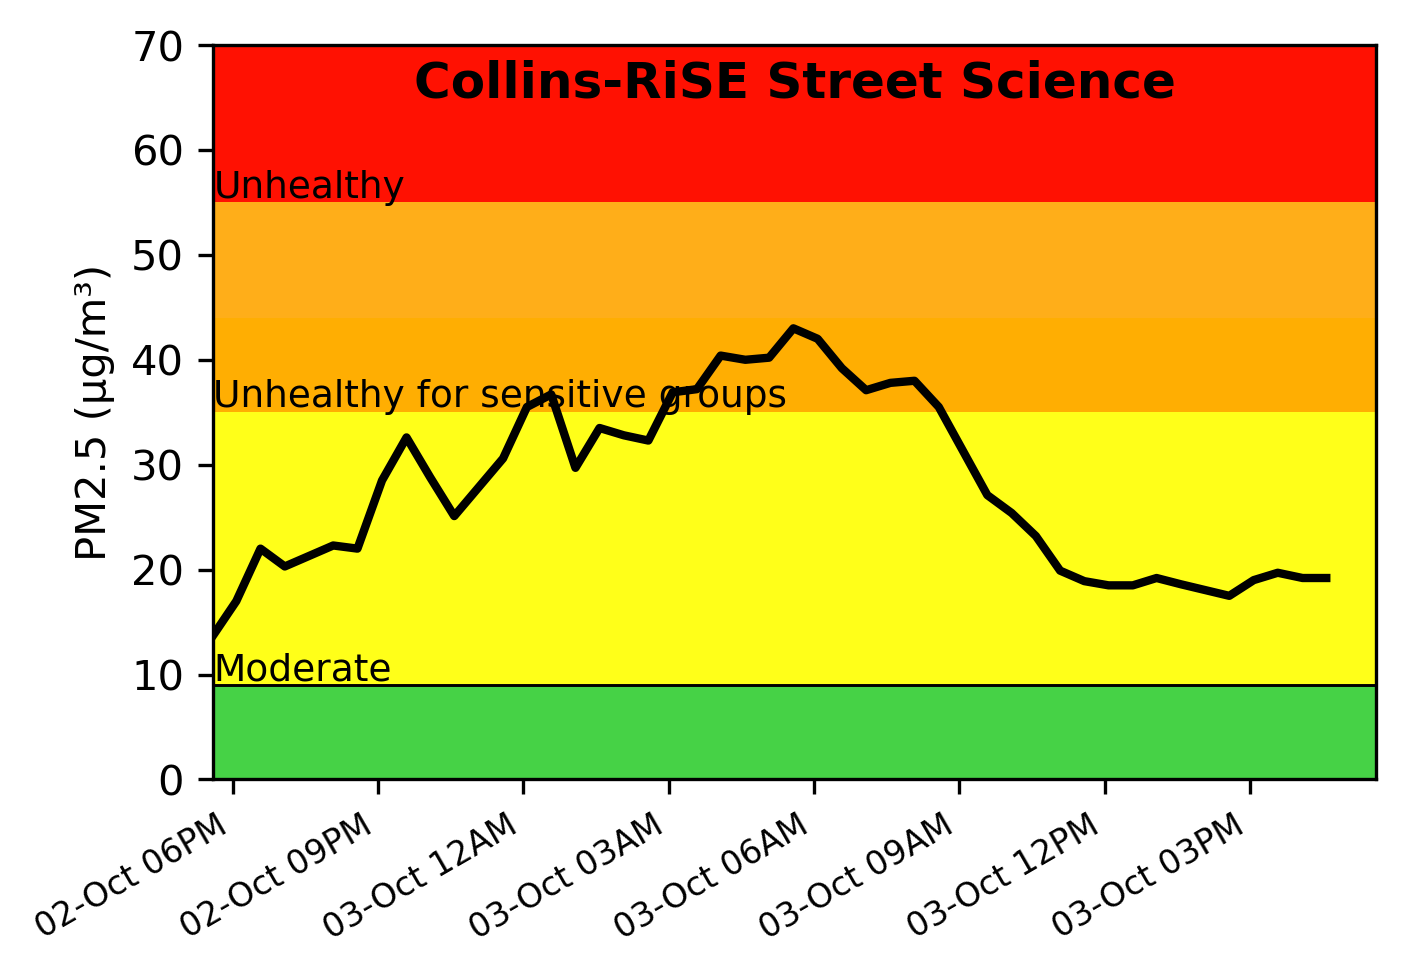 Collins-RiSE Street Science
70
60
Unhealthy
50
PM2.5 (μg/m³)
40
Unhealthy for sensitive groups
30
20
Moderate
10
0
02-Oct 06PM
02-Oct 09PM
03-Oct 12AM
03-Oct 03AM
03-Oct 06AM
03-Oct 09AM
03-Oct 12PM
03-Oct 03PM